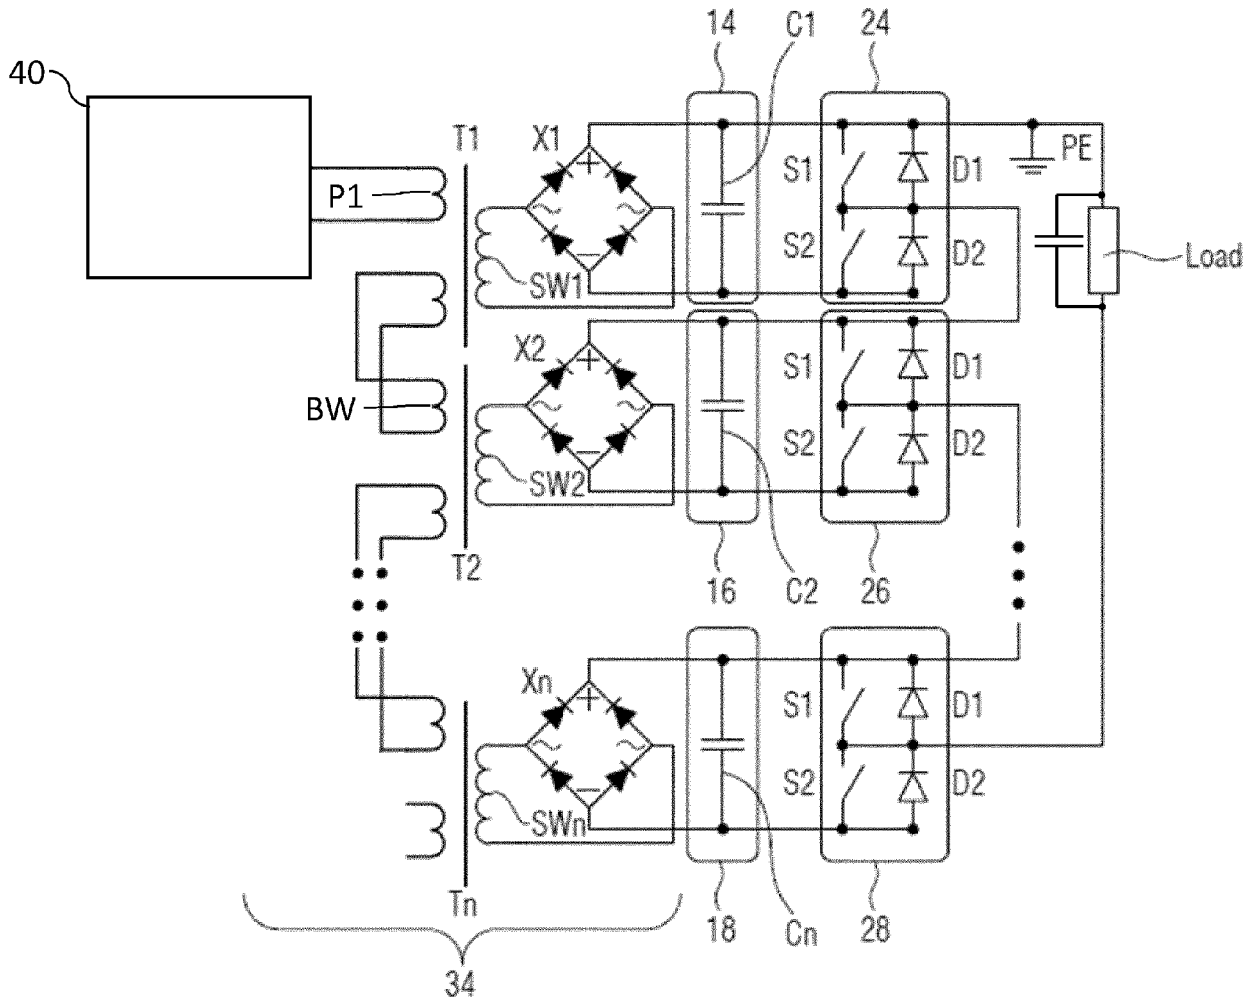 14 C1 24
40
T1 X1 S1 D1 PE
P1
SW1 S2 D2 Load
X2 S1 D1
BW
SW2 S2 D2
T2 16 C2 26
Xn S1 D1
SWn S2 D2
Tn 18 Cn 28
34